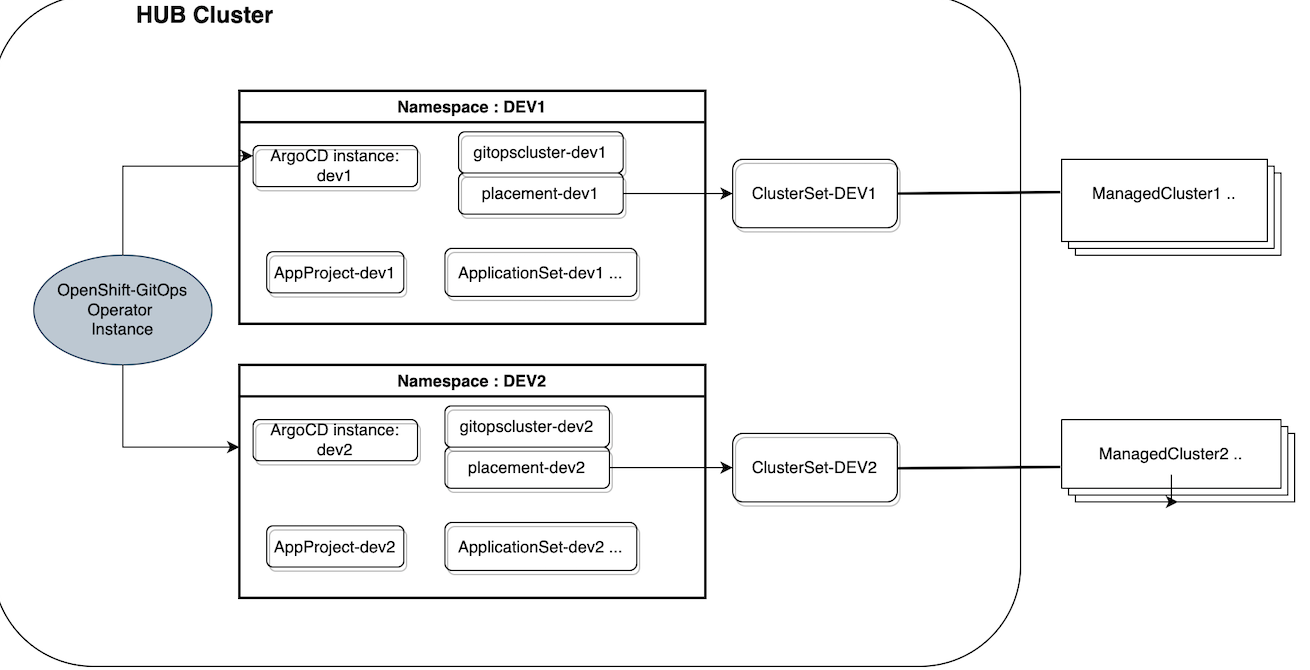 HUB Cluster
Namespace : DEV1
ArgoCD instance:
dev1
gitopscluster-dev1
placement-dev1
AppProject-dev1
ApplicationSet-dev1 ...
ClusterSet-DEV1
ManagedCluster1 ..
OpenShift-GitOps
Operator
Instance
Namespace : DEV2
ArgoCD instance:
dev2
gitopscluster-dev2
placement-dev2
AppProject-dev2
ApplicationSet-dev2 ...
ClusterSet-DEV2
ManagedCluster2 ..